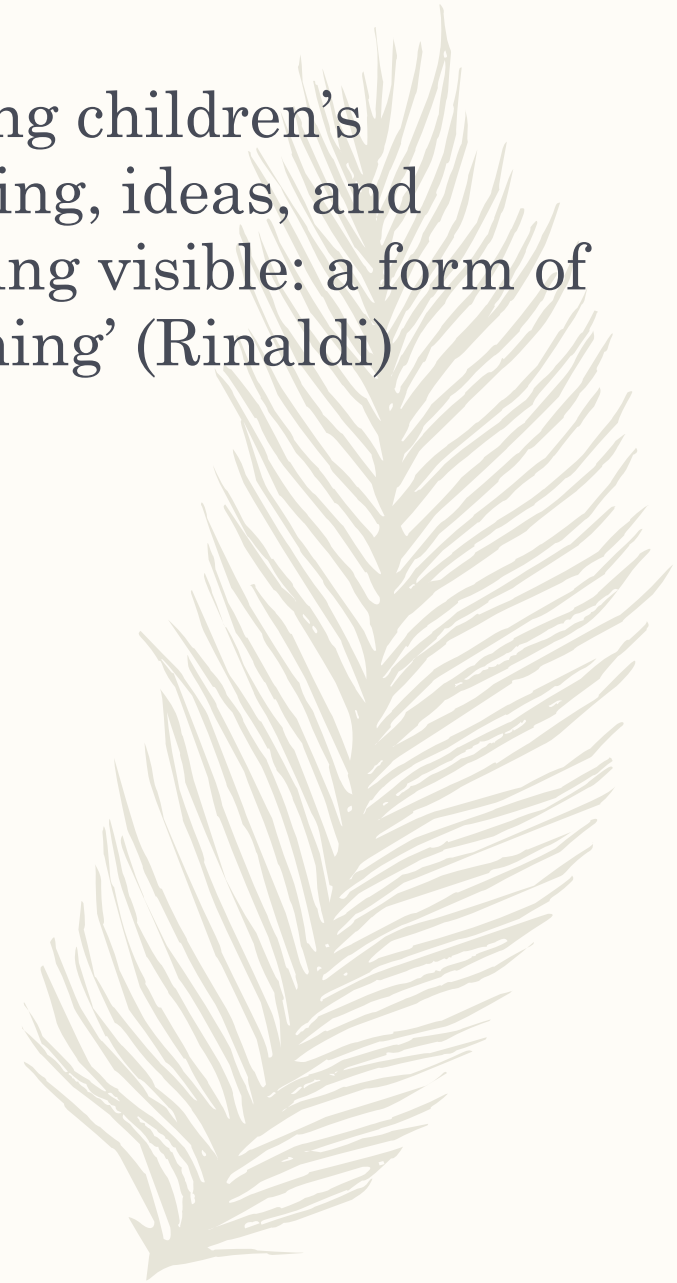 ng children’s
ing, ideas, and
ng visible: a form of
ning’ (Rinaldi)